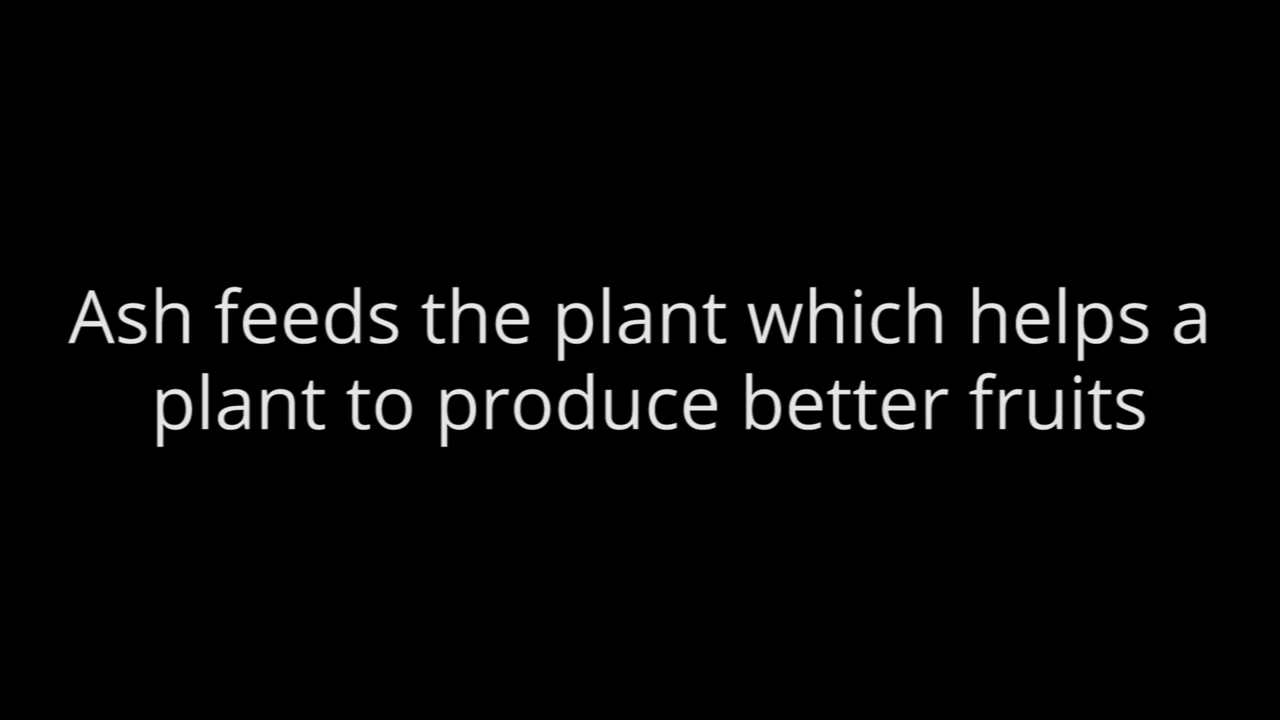 Ash feeds the plant which helps a
plant to produce better fruits